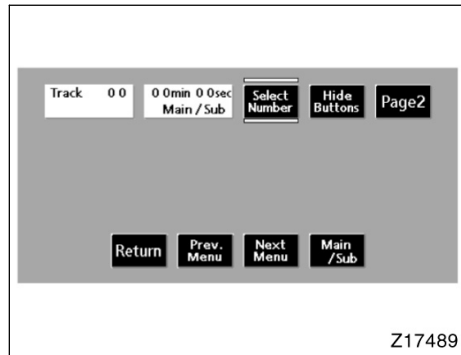 Track 0 0
0 0min 0 0sec
Main / Sub
Select
Number
Hide
Buttons
Page2
Return
Prev.
Menu
Next
Menu
Main
/Sub
Z17489